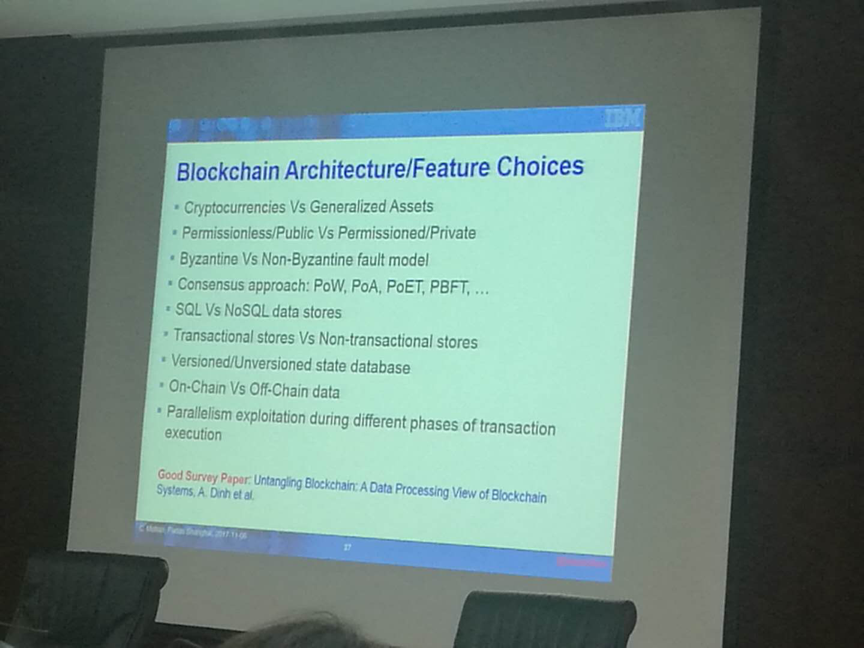 IBM
Blockchain Architecture/Feature Choices
▪ Cryptocurrencies Vs Generalized Assets
▪ Permissionless/Public Vs Permissioned/Private
▪ Byzantine Vs Non-Byzantine fault model
▪ Consensus approach: PoW, PoA, PoET, PBFT, …
▪ SQL Vs NoSQL data stores
▪ Transactional stores Vs Non-transactional stores
▪ Versioned/Unversioned state database
▪ On-Chain Vs Off-Chain data
▪ Parallelism exploitation during different phases of transaction
execution
Good Survey Paper: Untangling Blockchain: A Data Processing View of Blockchain
Systems, A. Dinh et al.
Shanghai, 2017-11-06
17